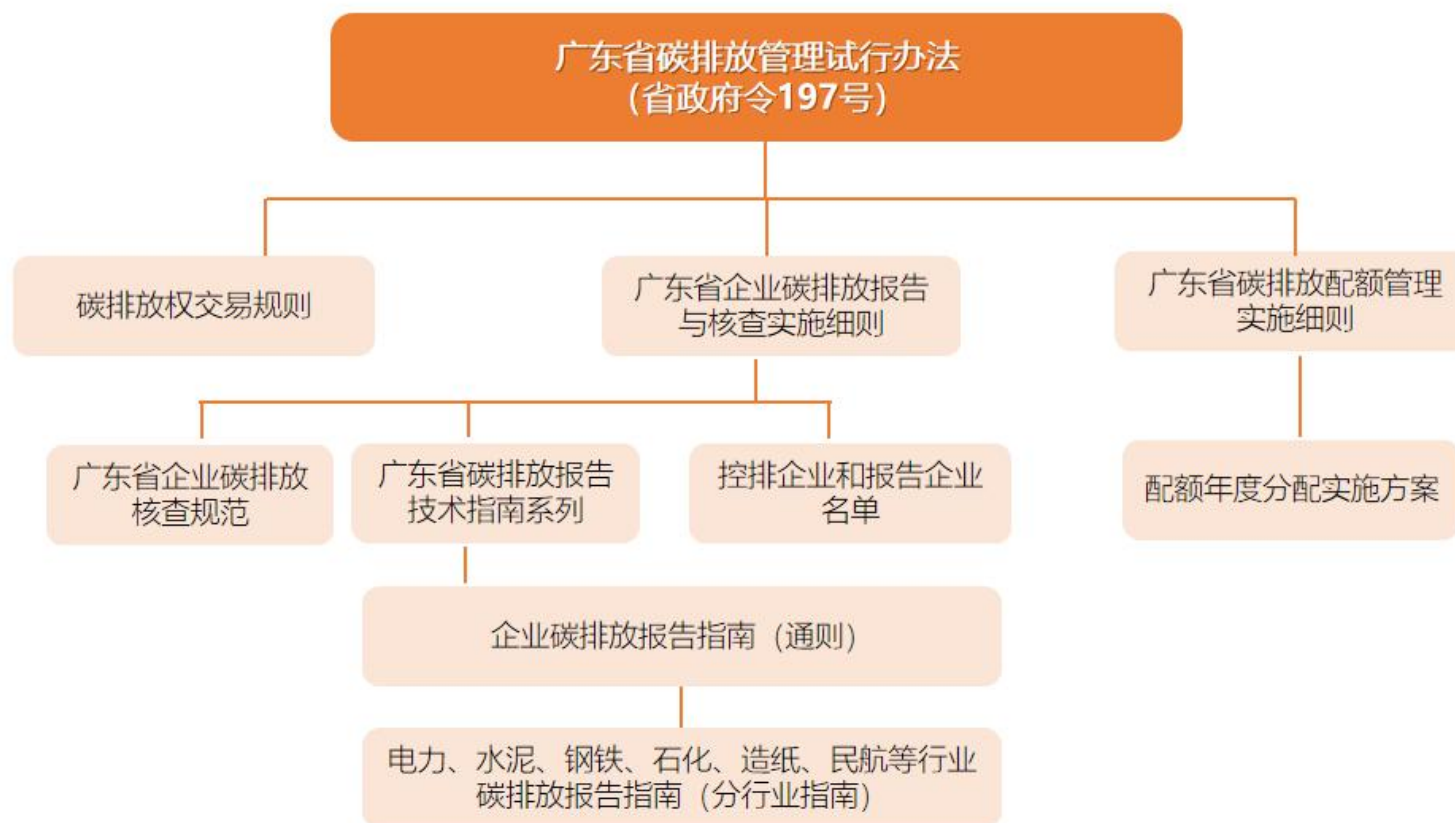 广东省碳排放管理试行办法
（省政府令197号）
碳排放权交易规则
广东省企业碳排放报告
与核查实施细则
广东省碳排放配额管理
实施细则
广东省企业碳排放
核查规范
广东省碳排放报告
技术指南系列
控排企业和报告企业
名单
配额年度分配实施方案
企业碳排放报告指南（通则）
电力、水泥、钢铁、石化、造纸、民航等行业
碳排放报告指南（分行业指南）